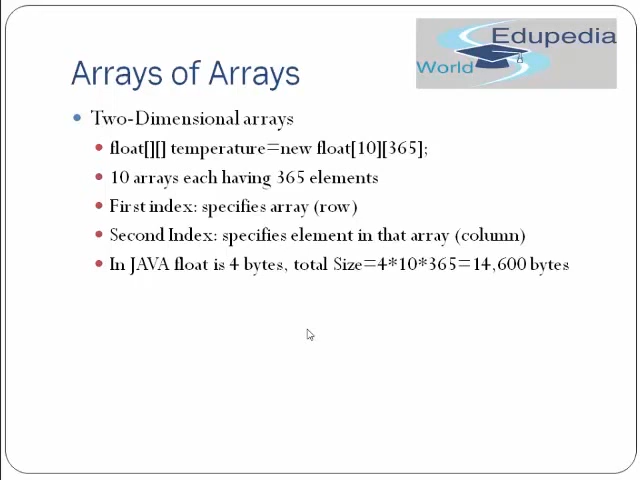 Edupedia
World
Arrays of Arrays
Two-Dimensional arrays
float[][] temperature=new float[10][365];
10 arrays each having 365 elements
First index: specifies array (row)
Second Index: specifies element in that array (column)
In JAVA float is 4 bytes, total Size=4*10*365=14,600 bytes